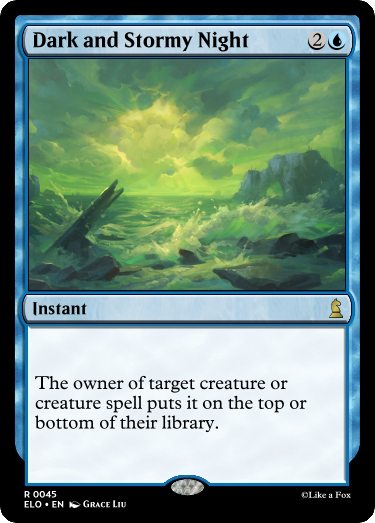 Dark and Stormy Night 2
Instant
The owner of target creature or
creature spell puts it on the top or
bottom of their library.
R 0045
ELO • EN Grace Liu
©Like a Fox